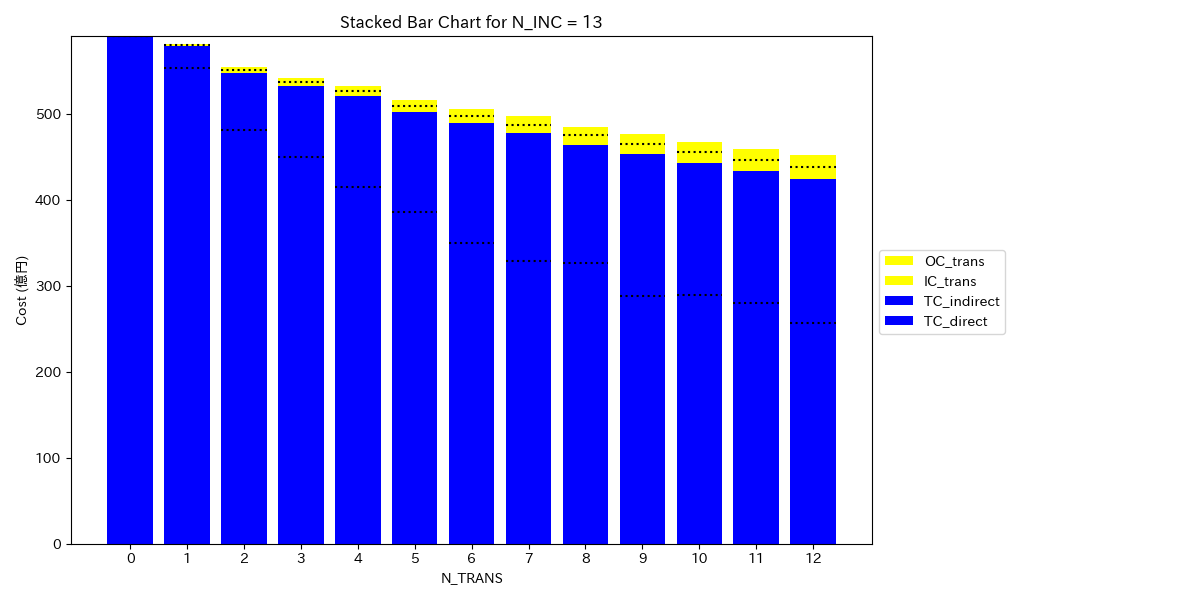 Stacked Bar Chart for N_INC = 13
Cost (億円)
500
400
300
200
100
0
0 1 2 3 4 5 6 7 8 9 10 11 12
N_TRANS
OC_trans
IC_trans
TC_indirect
TC_direct